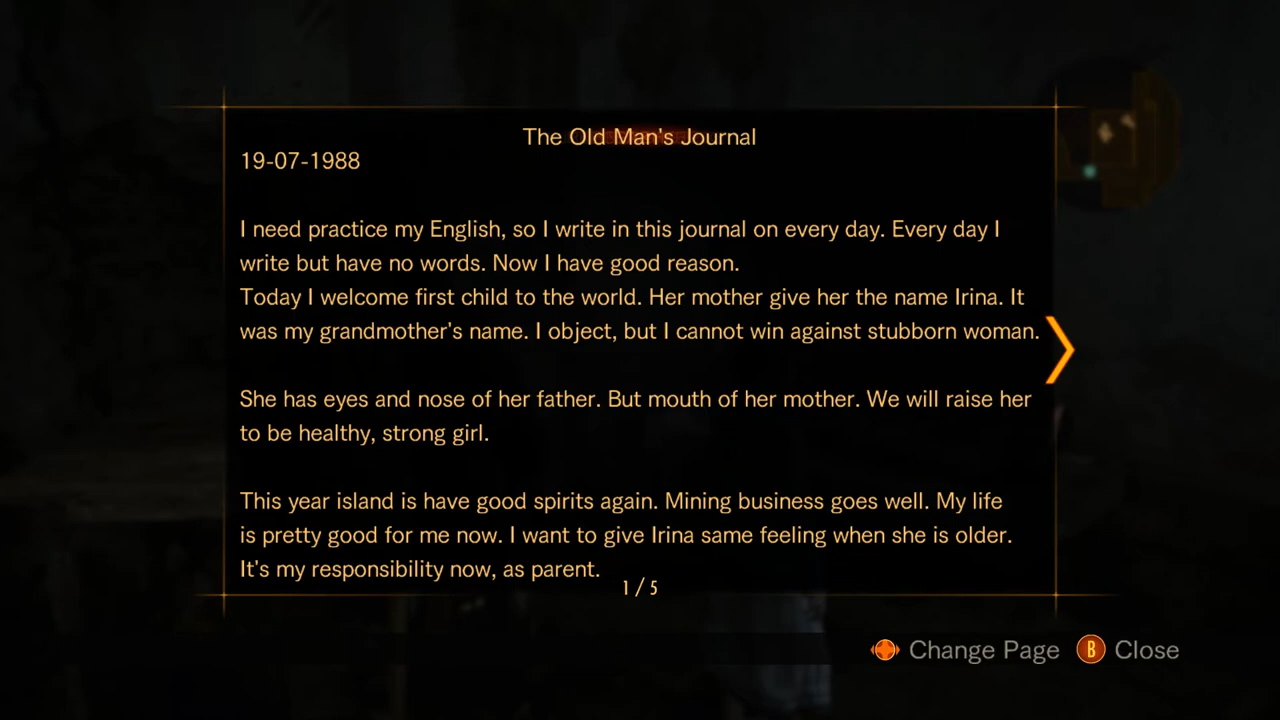 The Old Man's Journal
19-07-1988
I need practice my English, so I write in this journal on every day. Every day I
write but have no words. Now I have good reason.
Today I welcome first child to the world. Her mother give her the name Irina. It
was my grandmother's name. I object, but I cannot win against stubborn woman.
She has eyes and nose of her father. But mouth of her mother. We will raise her
to be healthy, strong girl.
This year island is have good spirits again. Mining business goes well. My life
is pretty good for me now. I want to give Irina same feeling when she is older.
It's my responsibility now, as parent.
1 / 5
Change Page B Close